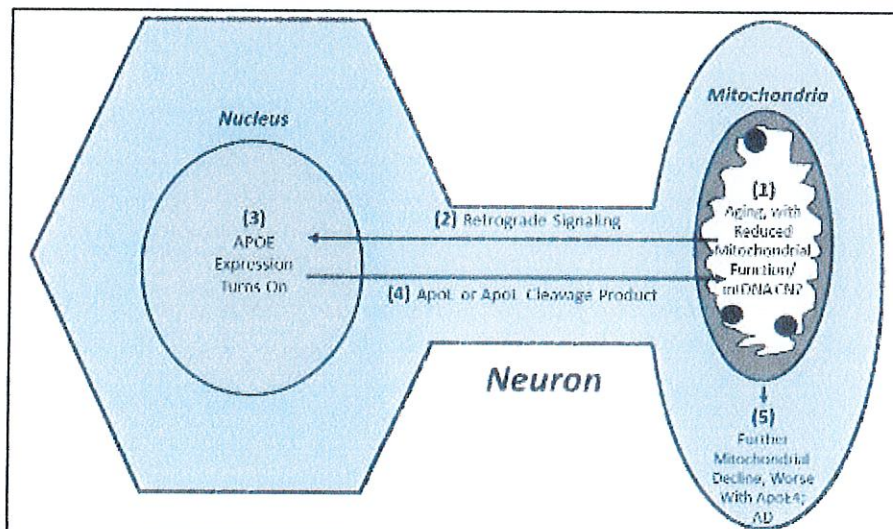 Nucleus
Mitochondria
(3)
APOE
Expression
Turns On
(2) Retrograde Signaling
(4) ApoE or ApoE Cleavage Product
(1)
Aging, with
Reduced
Mitochondrial
Function/
mtDNA CN?
Neuron
(5)
Further
Mitochondrial
Decline, Worse
With ApoE4;
AD